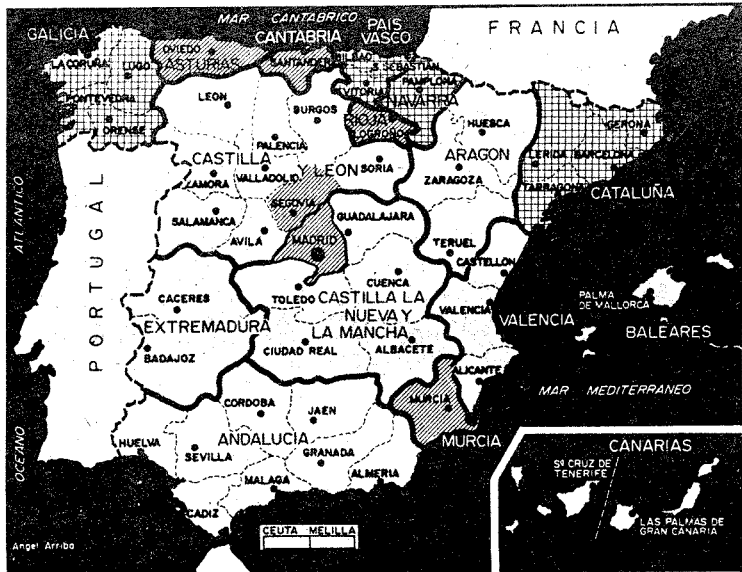 MAR CANTÁBRICO
FRANCIA
GALICIA
CANTABRIA
PAIS
VASCO
LA CORUÑA
LUGO
OVIEDO
ASTURIAS
SANTANDER
BILBAO
S. SEBASTIAN
VITORIA
PAMPLONA
NAVARRA
PONTEVEDRA
ORENSE
LEON
BURGOS
RIOJA
LOGROÑO
HUESCA
GERONA
PALENCIA
ARAGON
LERIDA
BARCELONA
CASTILLA
Y LEON
ZAMORA
VALLADOLID
SORIA
ZARAGOZA
TARRAGONA
CATALUÑA
SALAMANCA
SEGOVIA
AVILA
GUADALAJARA
MADRID
TERUEL
CASTELLON
ATLANTICO
PORTUGAL
CACERES
TOLEDO
CUENCA
CASTILLA LA
NUEVA Y
LA MANCHA
VALENCIA
VALENCIA
PALMA
DE MALLORCA
BALEARES
EXTREMADURA
BADAJOZ
CIUDAD REAL
ALBACETE
ALICANTE
MAR MEDITERRANEO
CORDOBA
JAÉN
MURCIA
MURCIA
HUELVA
ANDALUCIA
SEVILLA
GRANADA
OCEANO
MALAGA
ALMERIA
CADIZ
CANARIAS
Sª CRUZ DE
TENERIFE
LAS PALMAS DE
GRAN CANARIA
CEUTA MELILLA
Angel Arriba